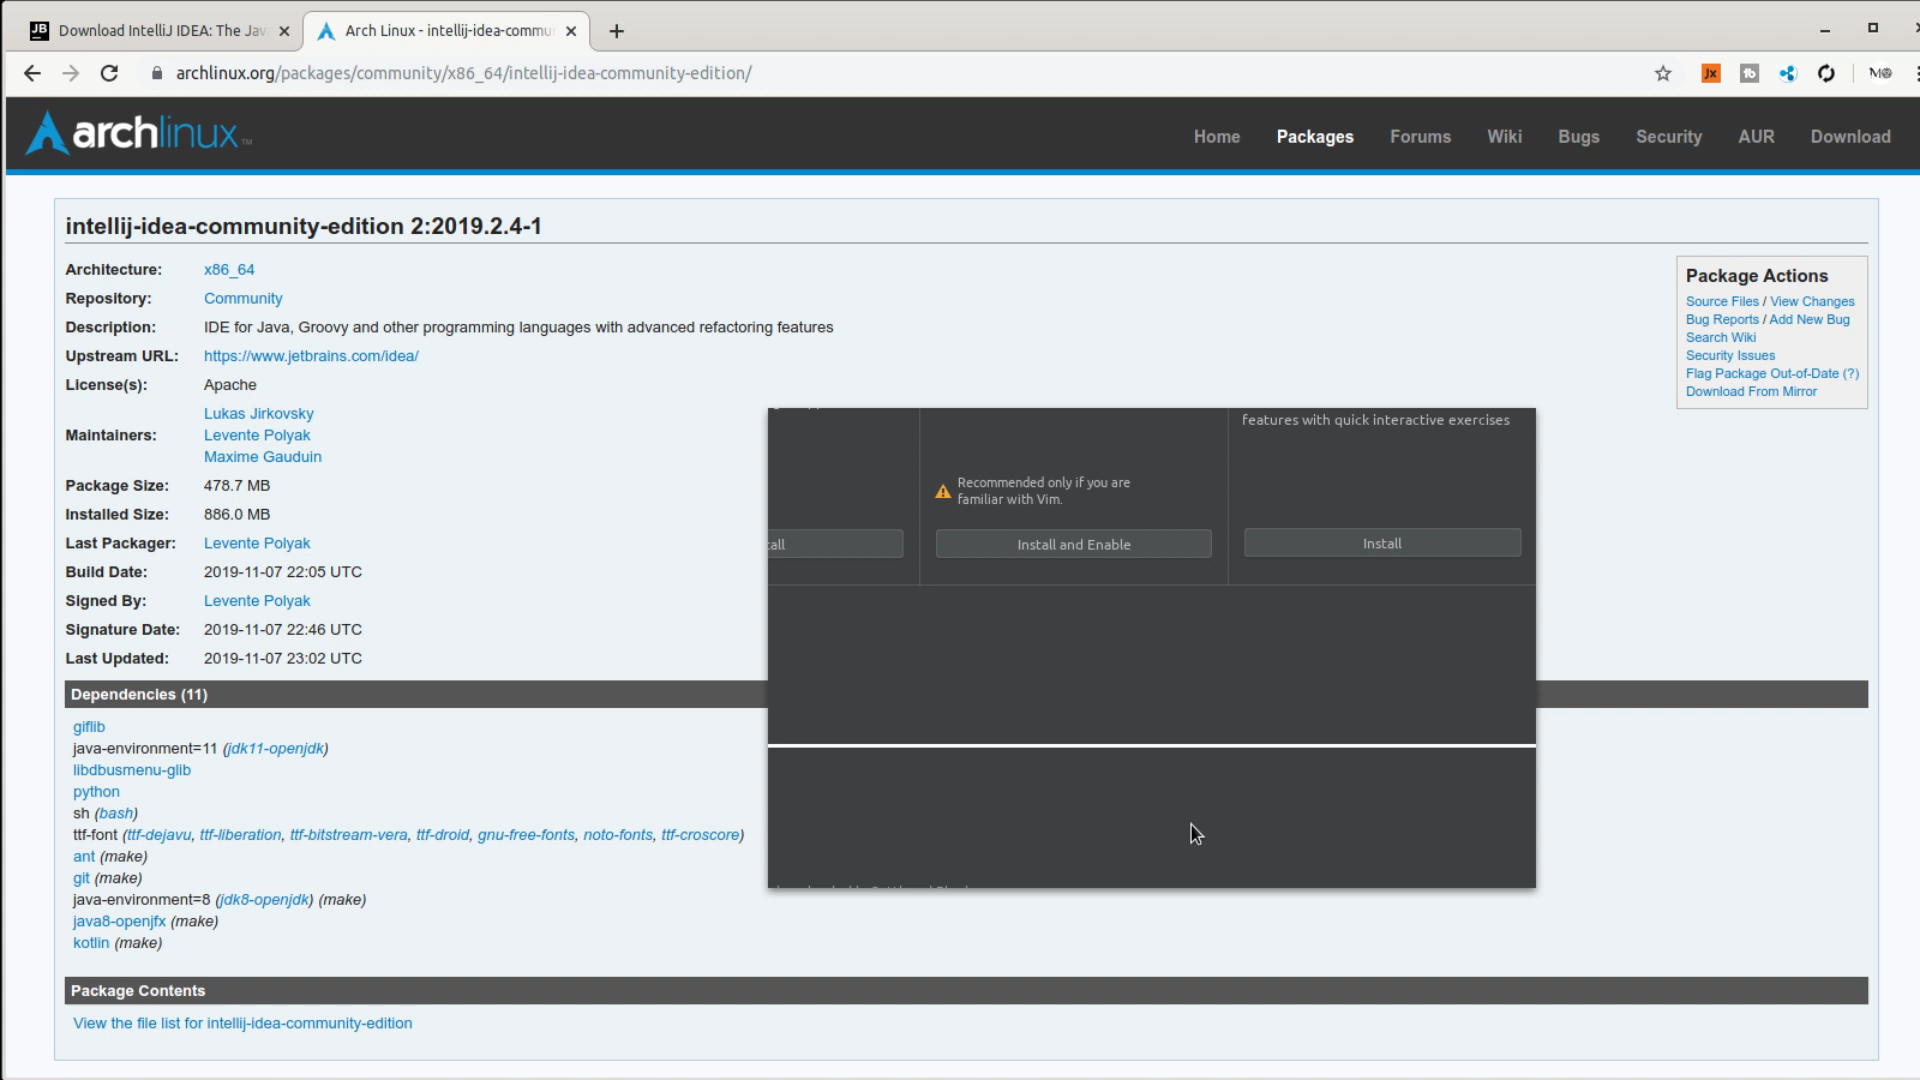 JB Download IntelliJ IDEA: The Jav
Arch Linux - intellij-idea-commu
archlinux.org/packages/community/x86_64/intellij-idea-community-edition/
Jx
tb
archlinux™
Home Packages Forums Wiki Bugs Security AUR Download
intellij-idea-community-edition 2:2019.2.4-1
Architecture: x86_64
Repository: Community
Description: IDE for Java, Groovy and other programming languages with advanced refactoring features
Upstream URL: https://www.jetbrains.com/idea/
License(s): Apache
Maintainers: Lukas Jirkovsky
Levente Polyak
Maxime Gauduin
Package Size: 478.7 MB
Installed Size: 886.0 MB
Last Packager: Levente Polyak
Build Date: 2019-11-07 22:05 UTC
Signed By: Levente Polyak
Signature Date: 2019-11-07 22:46 UTC
Last Updated: 2019-11-07 23:02 UTC
Package Actions
Source Files / View Changes
Bug Reports / Add New Bug
Search Wiki
Security Issues
Flag Package Out-of-Date (?)
Download From Mirror
features with quick interactive exercises
Recommended only if you are
familiar with Vim.
Install and Enable
Install
Dependencies (11)
giflib
java-environment=11 (jdk11-openjdk)
libdbusmenu-glib
python
sh (bash)
ttf-font (ttf-dejavu, ttf-liberation, ttf-bitstream-vera, ttf-droid, gnu-free-fonts, noto-fonts, ttf-croscore)
ant (make)
git (make)
java-environment=8 (jdk8-openjdk) (make)
java8-openjfx (make)
kotlin (make)
Package Contents
View the file list for intellij-idea-community-edition